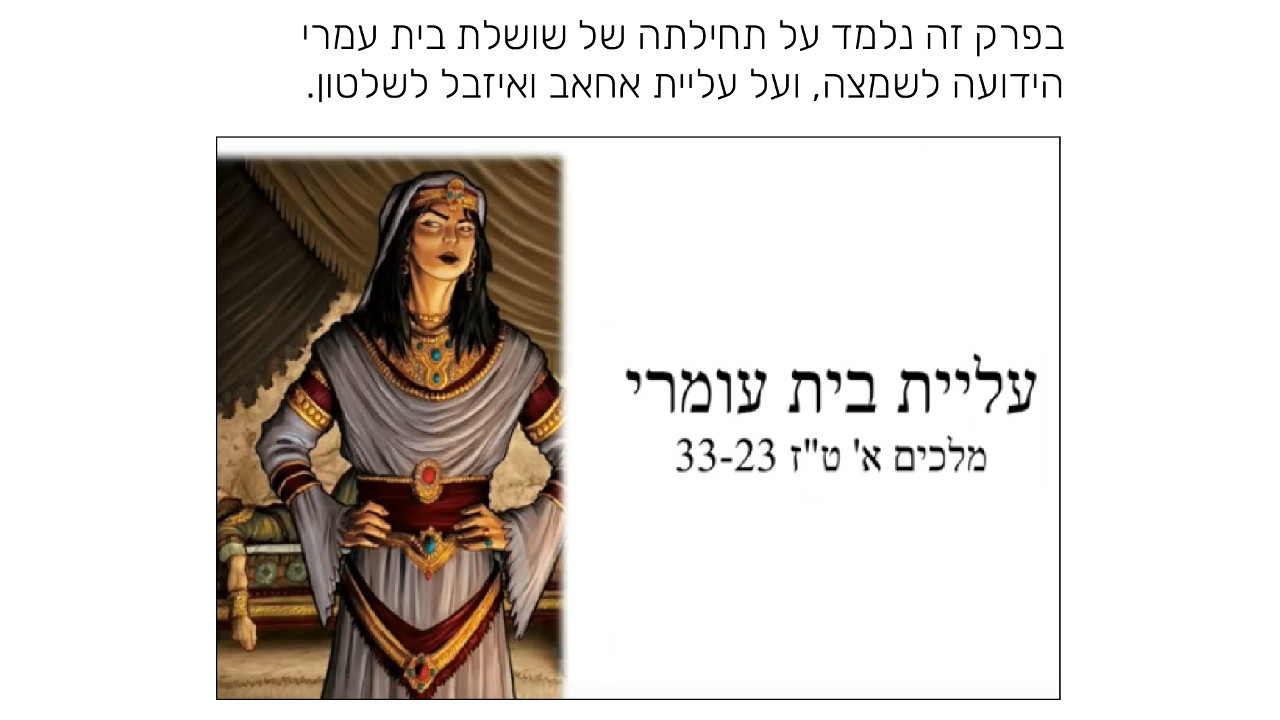 בפרק זה נלמד על תחילתה של שושלת בית עמרי
הידועה לשמצה, ועל עליית אחאב ואיזבל לשלטון.
עליית בית עומרי
מלכים א' ט"ז 33-23